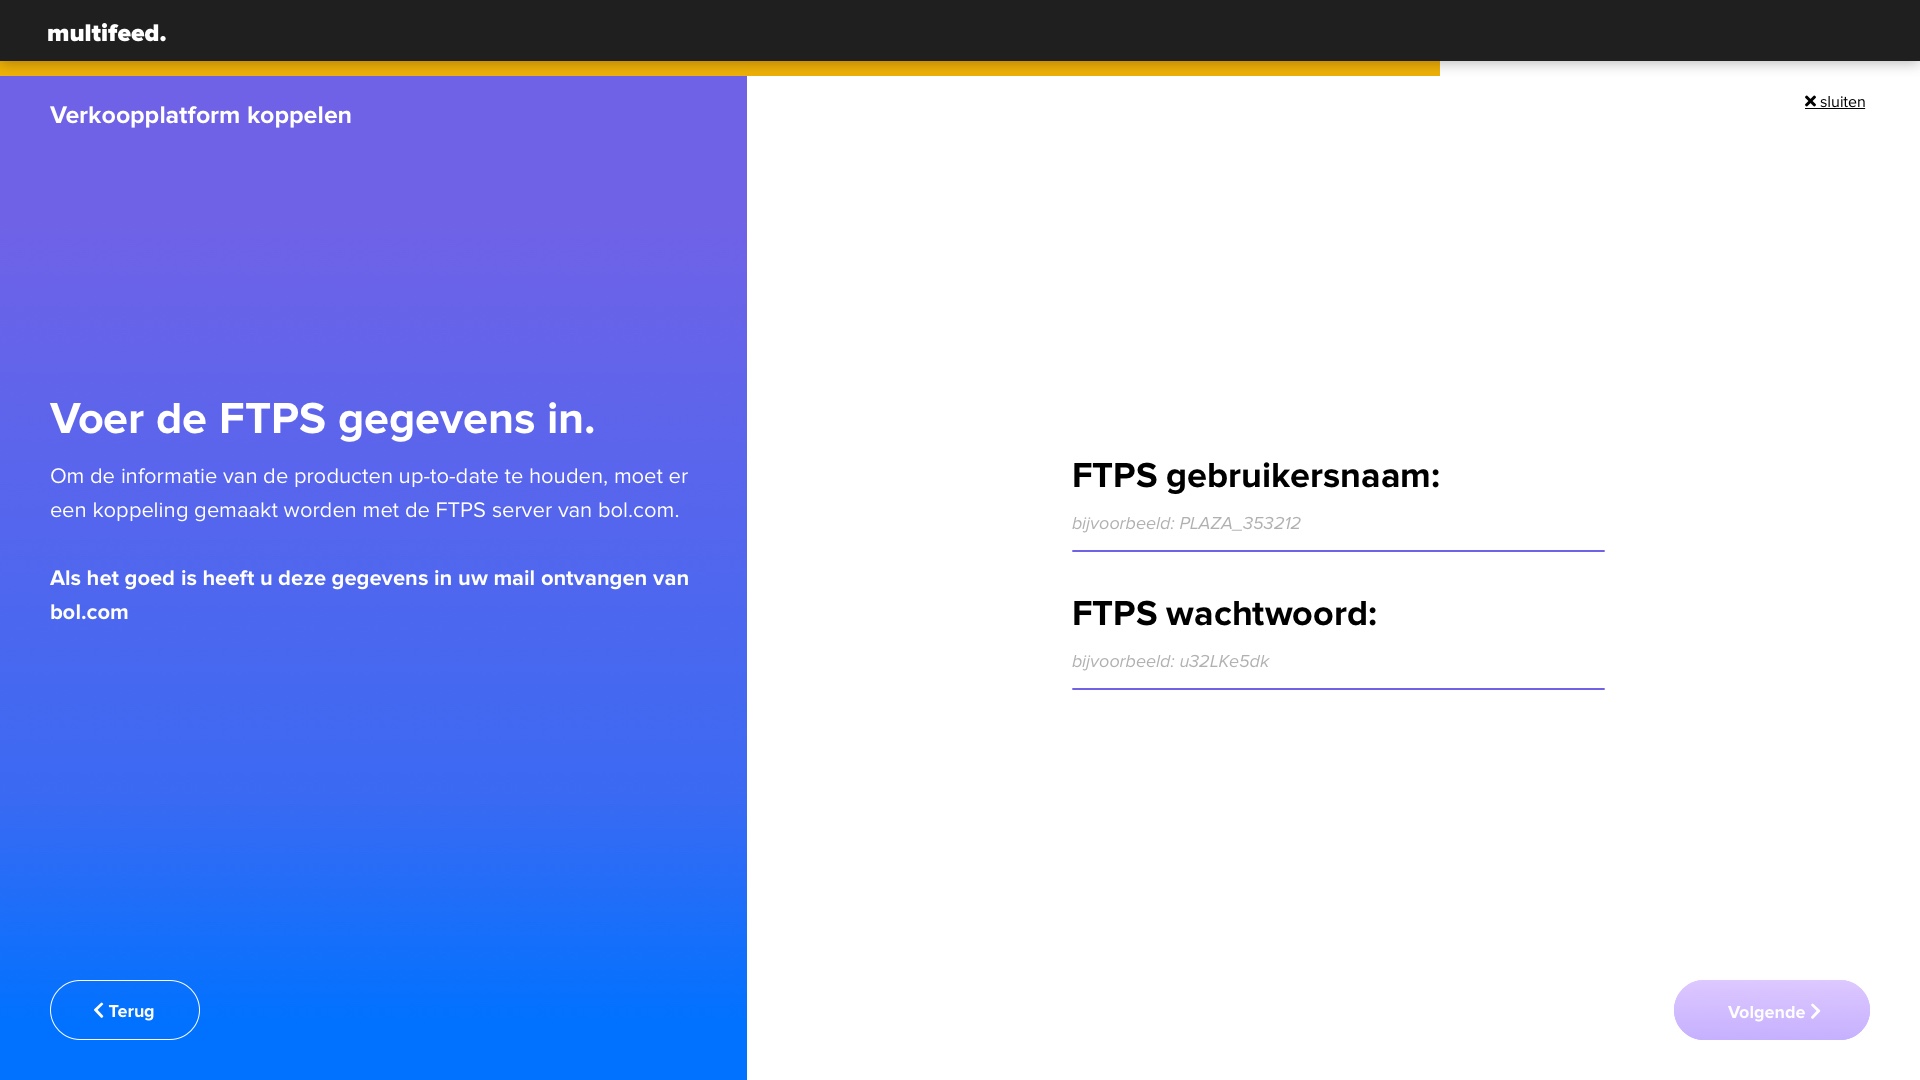 multifeed.
Verkoopplatform koppelen
sluiten
Voer de FTPS gegevens in.
Om de informatie van de producten up-to-date te houden, moet er
een koppeling gemaakt worden met de FTPS server van bol.com.
Als het goed is heeft u deze gegevens in uw mail ontvangen van
bol.com
FTPS gebruikersnaam:
bijvoorbeeld: PLAZA_353212
FTPS wachtwoord:
bijvoorbeeld: u32LKe5dk
Terug
Volgende